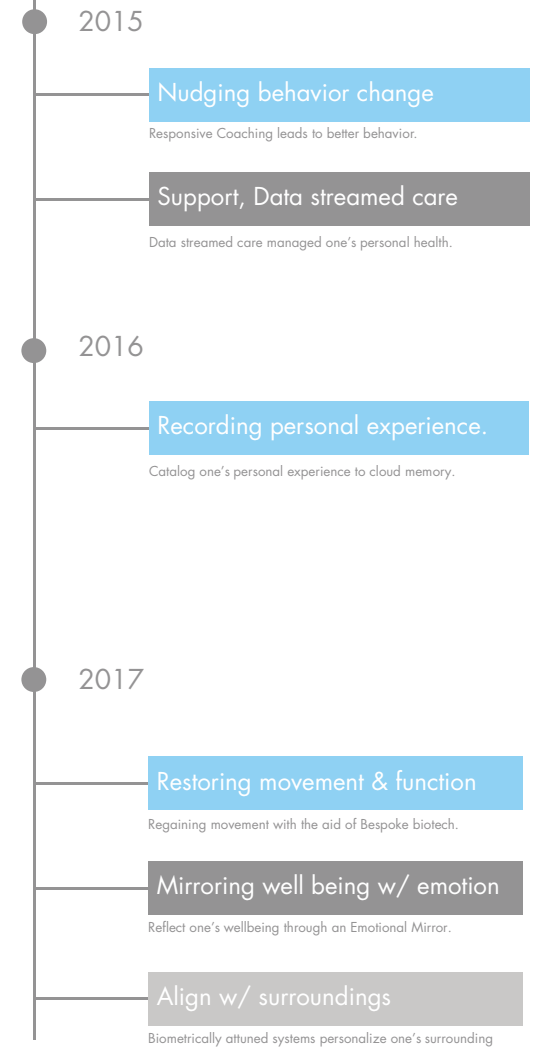 2015
Nudging behavior change
Responsive Coaching leads to better behavior.
Support, Data streamed care
Data streamed care managed one’s personal health.
2016
Recording personal experience.
Catalog one’s personal experience to cloud memory.
2017
Restoring movement & function
Regaining movement with the aid of Bespoke biotech.
Mirroring well being w/ emotion
Reflect one’s wellbeing through an Emotional Mirror.
Align w/ surroundings
Biometrically attuned systems personalize one’s surrounding